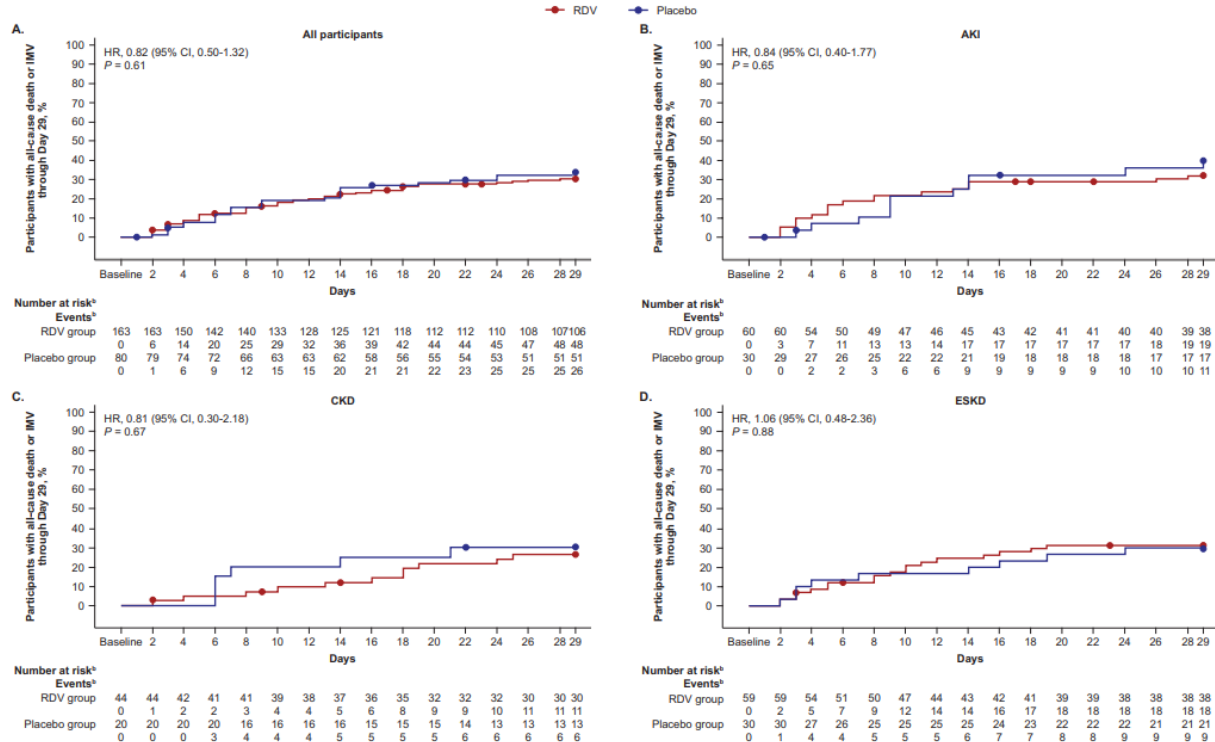 RDV Placebo
A.
All participants
HR, 0.82 (95% CI, 0.50-1.32)
P = 0.61
Participants with all-cause death or IMV
through Day 29, %
100
90
80
70
60
50
40
30
20
10
0
Baseline 2 4 6 8 10 12 14 16 18 20 22 24 26 28 29
Days
Number at riskᵇ
Eventsᵇ
RDV group 163 163 150 142 140 133 128 125 121 118 112 112 110 108 107 106
0 6 14 20 25 29 32 36 39 42 44 44 45 47 48 48
Placebo group 80 79 74 72 66 63 63 62 58 56 55 54 53 51 51 51
0 1 6 9 12 15 15 20 21 21 22 23 25 25 25 26
B.
AKI
HR, 0.84 (95% CI, 0.40-1.77)
P = 0.65
Participants with all-cause death or IMV
through Day 29, %
100
90
80
70
60
50
40
30
20
10
0
Baseline 2 4 6 8 10 12 14 16 18 20 22 24 26 28 29
Days
Number at riskᵇ
Eventsᵇ
RDV group 60 60 54 50 49 47 46 45 43 42 41 41 40 40 39 38
0 3 7 11 13 13 14 17 17 17 17 17 17 18 19 19
Placebo group 30 29 27 26 25 22 22 21 19 18 18 18 18 17 17 17
0 0 2 2 3 6 6 9 9 9 9 9 10 10 10 11
C.
CKD
HR, 0.81 (95% CI, 0.30-2.18)
P = 0.67
Participants with all-cause death or IMV
through Day 29, %
100
90
80
70
60
50
40
30
20
10
0
Baseline 2 4 6 8 10 12 14 16 18 20 22 24 26 28 29
Days
Number at riskᵇ
Eventsᵇ
RDV group 44 44 42 41 41 39 38 37 36 35 32 32 32 30 30 30
0 1 2 2 3 4 4 5 6 8 9 9 10 11 11 11
Placebo group 20 20 20 20 16 16 16 16 15 15 15 14 13 13 13 13
0 0 0 3 4 4 4 5 5 5 5 6 6 6 6 6
D.
ESKD
HR, 1.06 (95% CI, 0.48-2.36)
P = 0.88
Participants with all-cause death or IMV
through Day 29, %
100
90
80
70
60
50
40
30
20
10
0
Baseline 2 4 6 8 10 12 14 16 18 20 22 24 26 28 29
Days
Number at riskᵇ
Eventsᵇ
RDV group 59 59 54 51 50 47 44 43 42 41 39 39 38 38 38 38
0 2 5 7 9 12 14 14 16 17 18 18 18 18 18 18
Placebo group 30 30 27 26 25 25 25 25 24 23 22 22 22 21 21 21
0 1 4 4 5 5 5 6 7 7 8 8 9 9 9 9